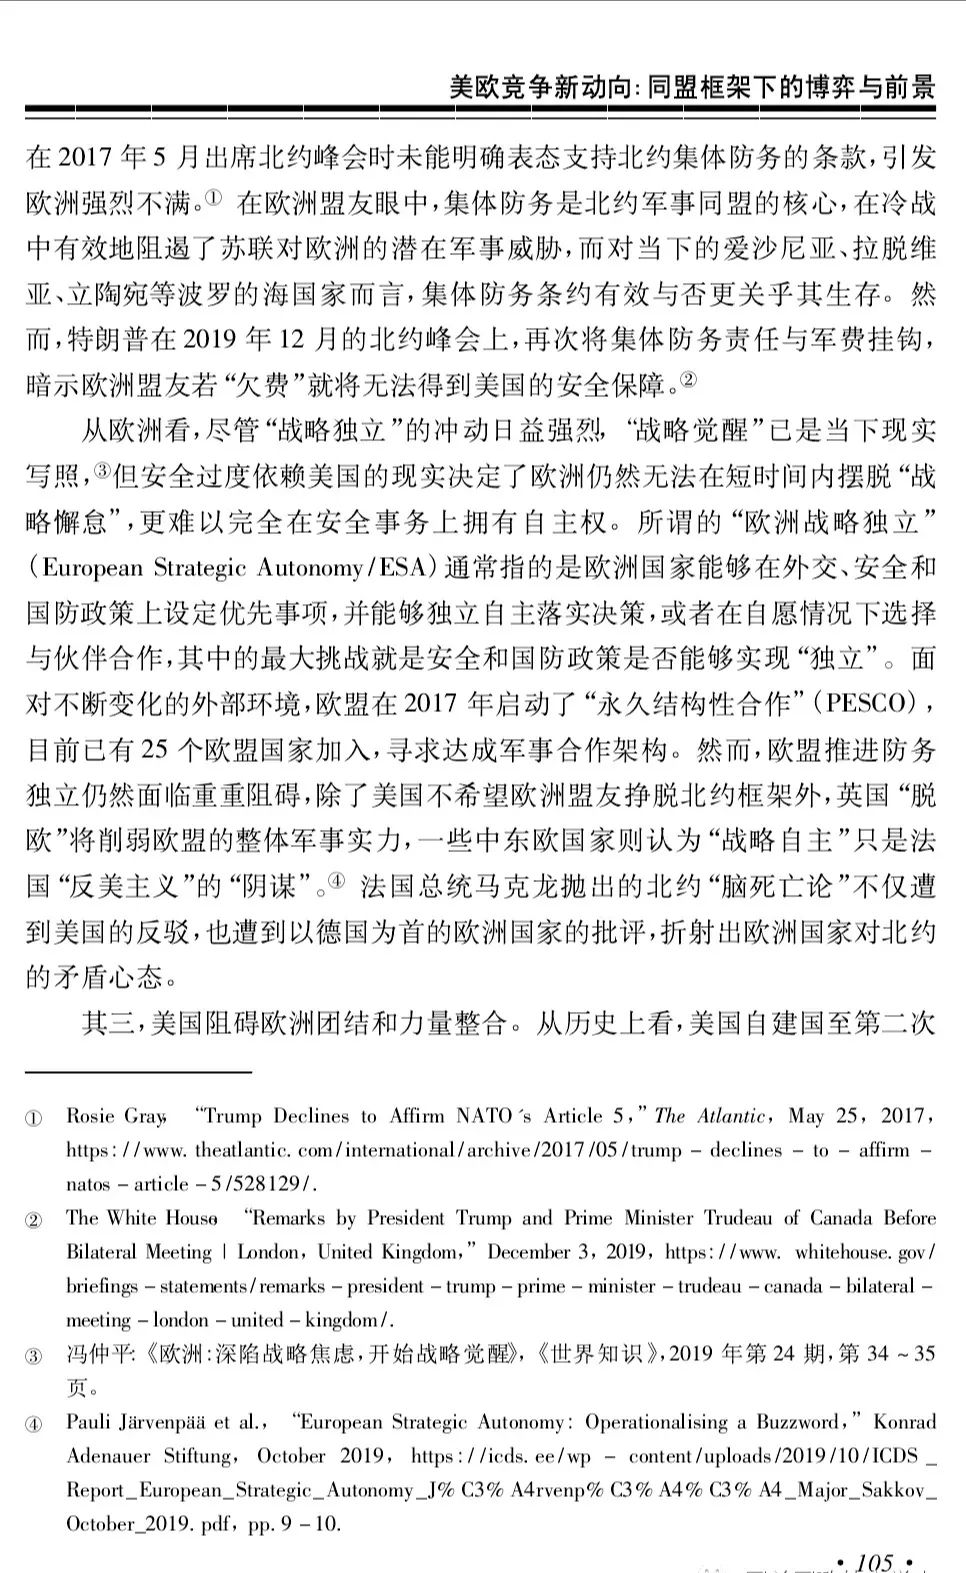 美欧竞争新动向:同盟框架下的博弈与前景
在2017年5月出席北约峰会时未能明确表态支持北约集体防务的条款,引发
欧洲强烈不满。① 在欧洲盟友眼中,集体防务是北约军事同盟的核心,在冷战
中有效地阻遏了苏联对欧洲的潜在军事威胁,而对当下的爱沙尼亚、拉脱维
亚、立陶宛等波罗的海国家而言,集体防务条约有效与否更关乎其生存。然
而,特朗普在2019年12月的北约峰会上,再次将集体防务责任与军费挂钩,
暗示欧洲盟友若“欠费”就将无法得到美国的安全保障。②
从欧洲看,尽管“战略独立”的冲动日益强烈,“战略觉醒”已是当下现实
写照,③但安全过度依赖美国的现实决定了欧洲仍然无法在短时间内摆脱“战
略懈怠”,更难以完全在安全事务上拥有自主权。所谓的“欧洲战略独立”
(European Strategic Autonomy/ESA)通常指的是欧洲国家能够在外交、安全和
国防政策上设定优先事项,并能够独立自主落实决策,或者在自愿情况下选择
与伙伴合作,其中的最大挑战就是安全和国防政策是否能够实现“独立”。面
对不断变化的外部环境,欧盟在2017年启动了“永久结构性合作”(PESCO),
目前已有25个欧盟国家加入,寻求达成军事合作架构。然而,欧盟推进防务
独立仍然面临重重阻碍,除了美国不希望欧洲盟友挣脱北约框架外,英国“脱
欧”将削弱欧盟的整体军事实力,一些中东欧国家则认为“战略自主”只是法
国“反美主义”的“阴谋”。④ 法国总统马克龙抛出的北约“脑死亡论”不仅遭
到美国的反驳,也遭到以德国为首的欧洲国家的批评,折射出欧洲国家对北约
的矛盾心态。
其三,美国阻碍欧洲团结和力量整合。从历史上看,美国自建国至第二次
① Rosie Gray, “Trump Declines to Affirm NATO's Article 5,” The Atlantic, May 25, 2017,
https://www.theatlantic.com/international/archive/2017/05/trump-declines-to-affirm-
natos-article-5/528129/.
② The White House, “Remarks by President Trump and Prime Minister Trudeau of Canada Before
Bilateral Meeting | London, United Kingdom,” December 3, 2019, https://www.whitehouse.gov/
briefings-statements/remarks-president-trump-prime-minister-trudeau-canada-bilateral-
meeting-london-united-kingdom/.
③ 冯仲平:《欧洲:深陷战略焦虑,开始战略觉醒》,《世界知识》,2019年第24期,第34~35
页。
④ Pauli Järvenpää et al., “European Strategic Autonomy: Operationalising a Buzzword,” Konrad
Adenauer Stiftung, October 2019, https://icds.ee/wp-content/uploads/2019/10/ICDS_
Report_European_Strategic_Autonomy_J%C3%A4rvenp%C3%A4%C3%A4_Major_Sakkov_
October_2019.pdf, pp.9-10.
·105·